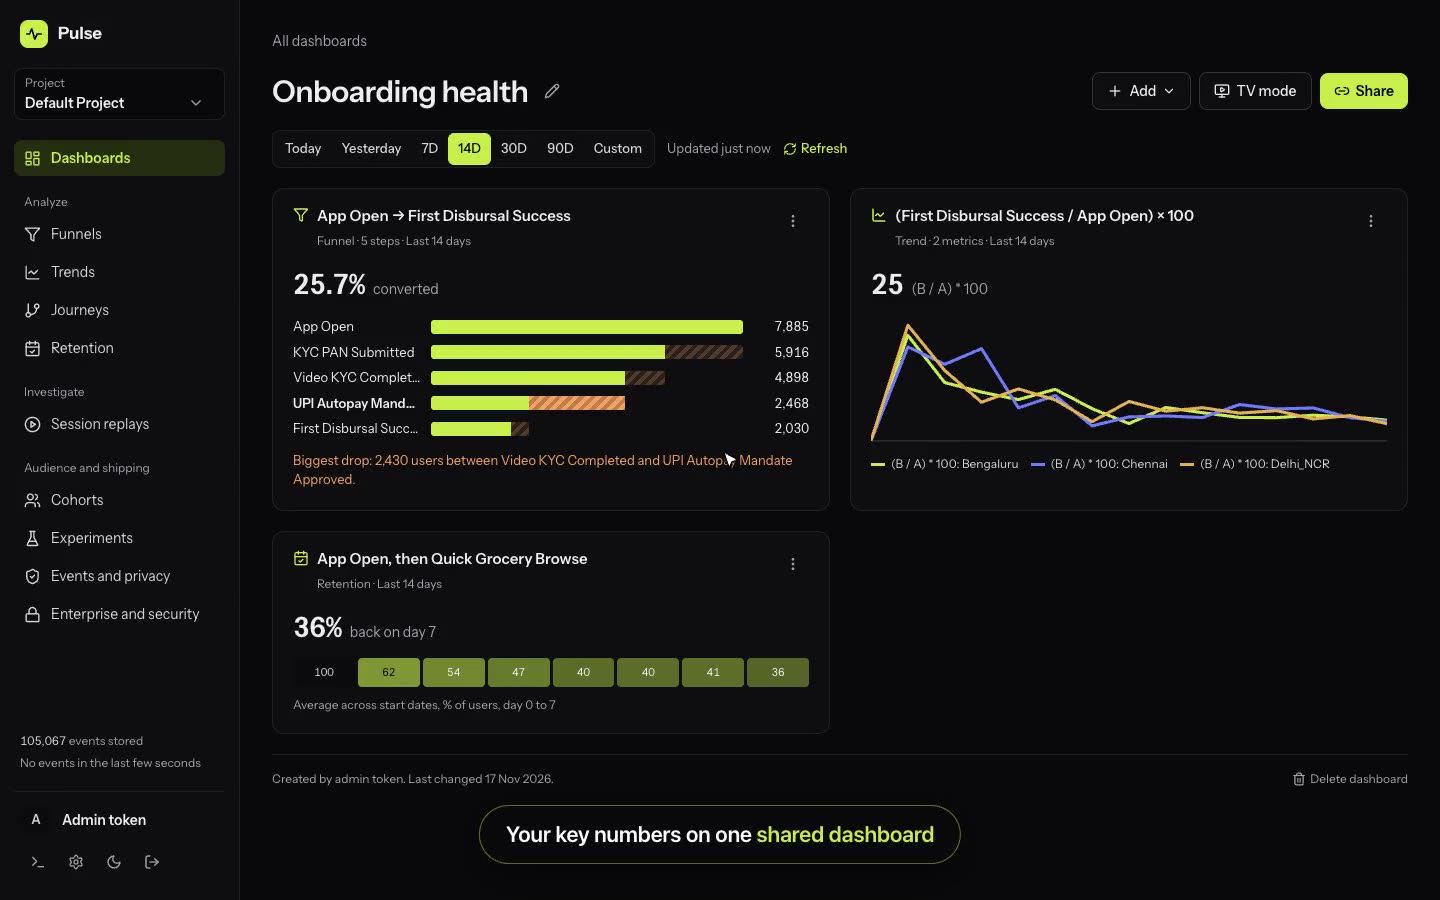 Pulse
Project
Default Project
Dashboards
Analyze
Funnels
Trends
Journeys
Retention
Investigate
Session replays
Audience and shipping
Cohorts
Experiments
Events and privacy
Enterprise and security
105,067 events stored
No events in the last few seconds
A Admin token
All dashboards
Onboarding health
Add
TV mode
Share
Today Yesterday 7D 14D 30D 90D Custom Updated just now Refresh
App Open → First Disbursal Success
Funnel · 5 steps · Last 14 days
25.7% converted
App Open 7,885
KYC PAN Submitted 5,916
Video KYC Complet... 4,898
UPI Autopay Mand... 2,468
First Disbursal Succ... 2,030
Biggest drop: 2,430 users between Video KYC Completed and UPI Autopay Mandate
Approved.
(First Disbursal Success / App Open) × 100
Trend · 2 metrics · Last 14 days
25 (B / A) * 100
(B / A) * 100: Bengaluru (B / A) * 100: Chennai (B / A) * 100: Delhi_NCR
App Open, then Quick Grocery Browse
Retention · Last 14 days
36% back on day 7
100 62 54 47 40 40 41 36
Average across start dates, % of users, day 0 to 7
Created by admin token. Last changed 17 Nov 2026.
Delete dashboard
Your key numbers on one shared dashboard